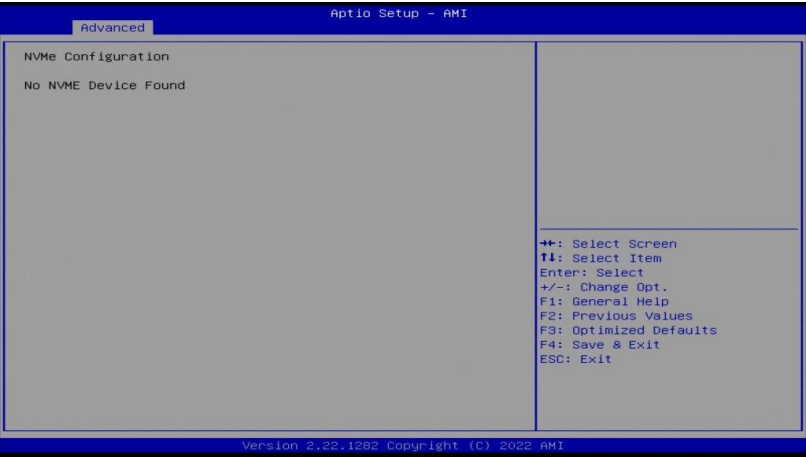 Aptio Setup – AMI
Advanced
NVMe Configuration
No NVME Device Found
→←: Select Screen
↑↓: Select Item
Enter: Select
+/-: Change Opt.
F1: General Help
F2: Previous Values
F3: Optimized Defaults
F4: Save & Exit
ESC: Exit
Version 2.22.1282 Copyright (C) 2022 AMI